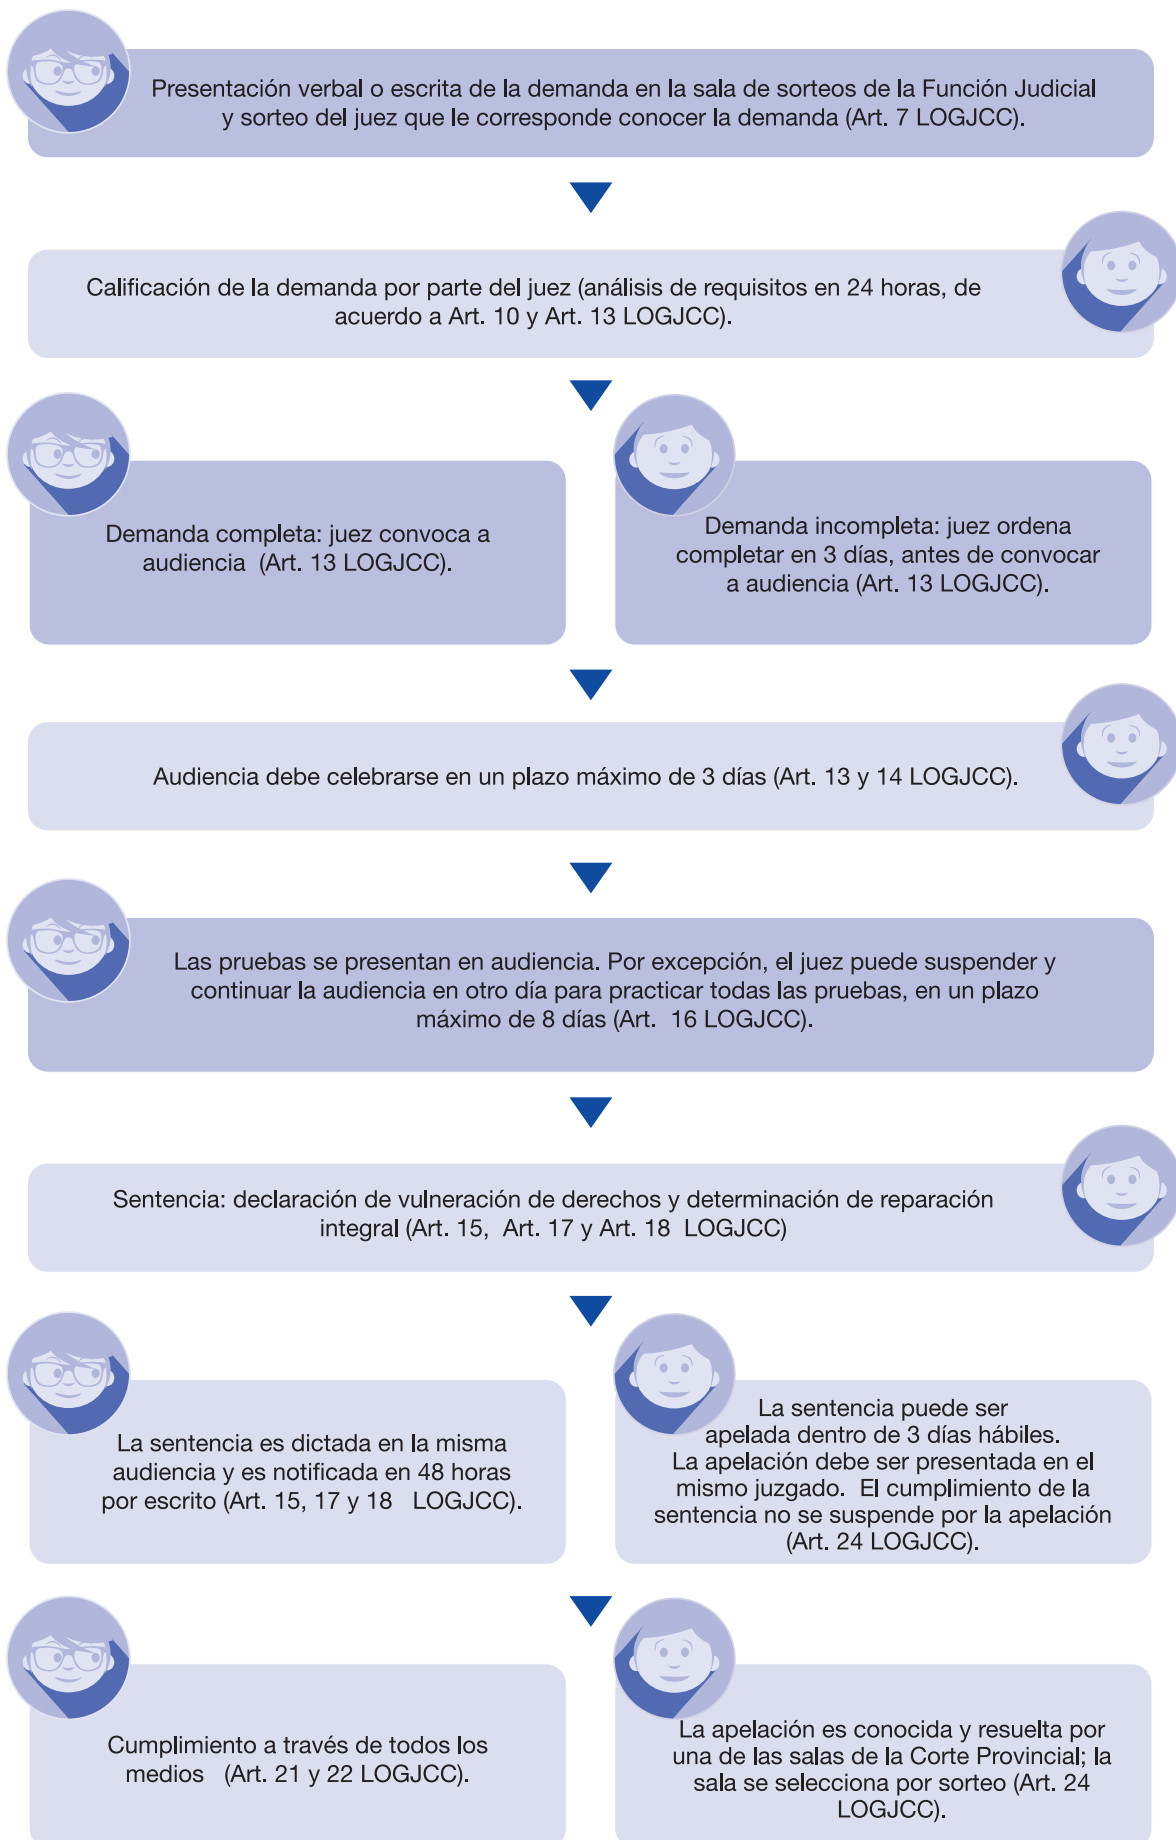 Presentación verbal o escrita de la demanda en la sala de sorteos de la Función Judicial
y sorteo del juez que le corresponde conocer la demanda (Art. 7 LOGJCC).
Calificación de la demanda por parte del juez (análisis de requisitos en 24 horas, de
acuerdo a Art. 10 y Art. 13 LOGJCC).
Demanda completa: juez convoca a
audiencia (Art. 13 LOGJCC).
Demanda incompleta: juez ordena
completar en 3 días, antes de convocar
a audiencia (Art. 13 LOGJCC).
Audiencia debe celebrarse en un plazo máximo de 3 días (Art. 13 y 14 LOGJCC).
Las pruebas se presentan en audiencia. Por excepción, el juez puede suspender y
continuar la audiencia en otro día para practicar todas las pruebas, en un plazo
máximo de 8 días (Art. 16 LOGJCC).
Sentencia: declaración de vulneración de derechos y determinación de reparación
integral (Art. 15, Art. 17 y Art. 18 LOGJCC)
La sentencia es dictada en la misma
audiencia y es notificada en 48 horas
por escrito (Art. 15, 17 y 18 LOGJCC).
La sentencia puede ser
apelada dentro de 3 días hábiles.
La apelación debe ser presentada en el
mismo juzgado. El cumplimiento de la
sentencia no se suspende por la apelación
(Art. 24 LOGJCC).
Cumplimiento a través de todos los
medios (Art. 21 y 22 LOGJCC).
La apelación es conocida y resuelta por
una de las salas de la Corte Provincial; la
sala se selecciona por sorteo (Art. 24
LOGJCC).